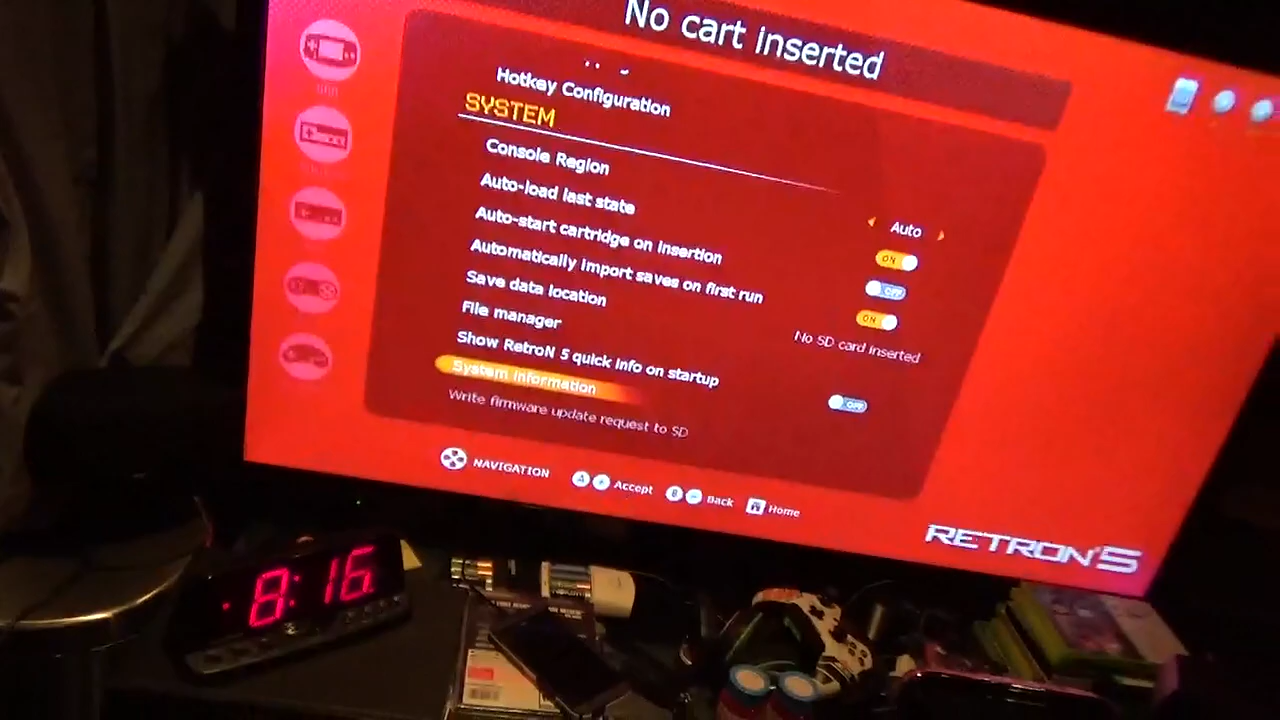 No cart inserted
Hotkey Configuration
SYSTEM
Console Region
Auto
Auto-load last state
ON
Auto-start cartridge on insertion
OFF
Automatically import saves on first run
ON
Save data location
No SD card inserted
File manager
Show RetroN 5 quick info on startup
OFF
System Information
Write firmware update request to SD
NAVIGATION
A Accept
B Back
Home
RETRON'5
8:16